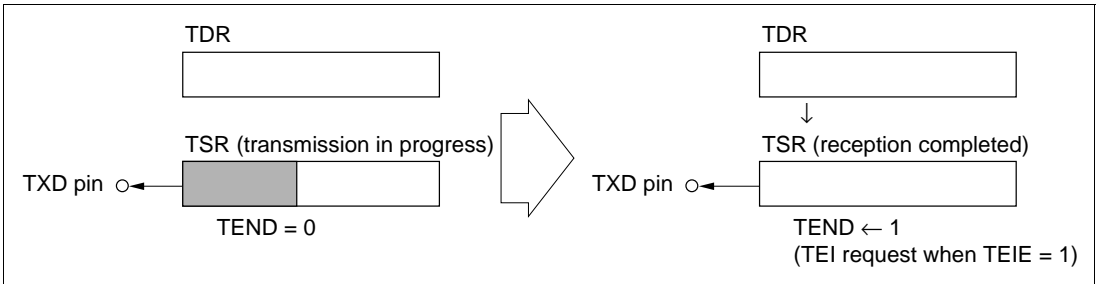 TDR
TSR (transmission in progress)
TXD pin
TEND = 0
TDR
↓
TSR (reception completed)
TXD pin
TEND ← 1
(TEI request when TEIE = 1)